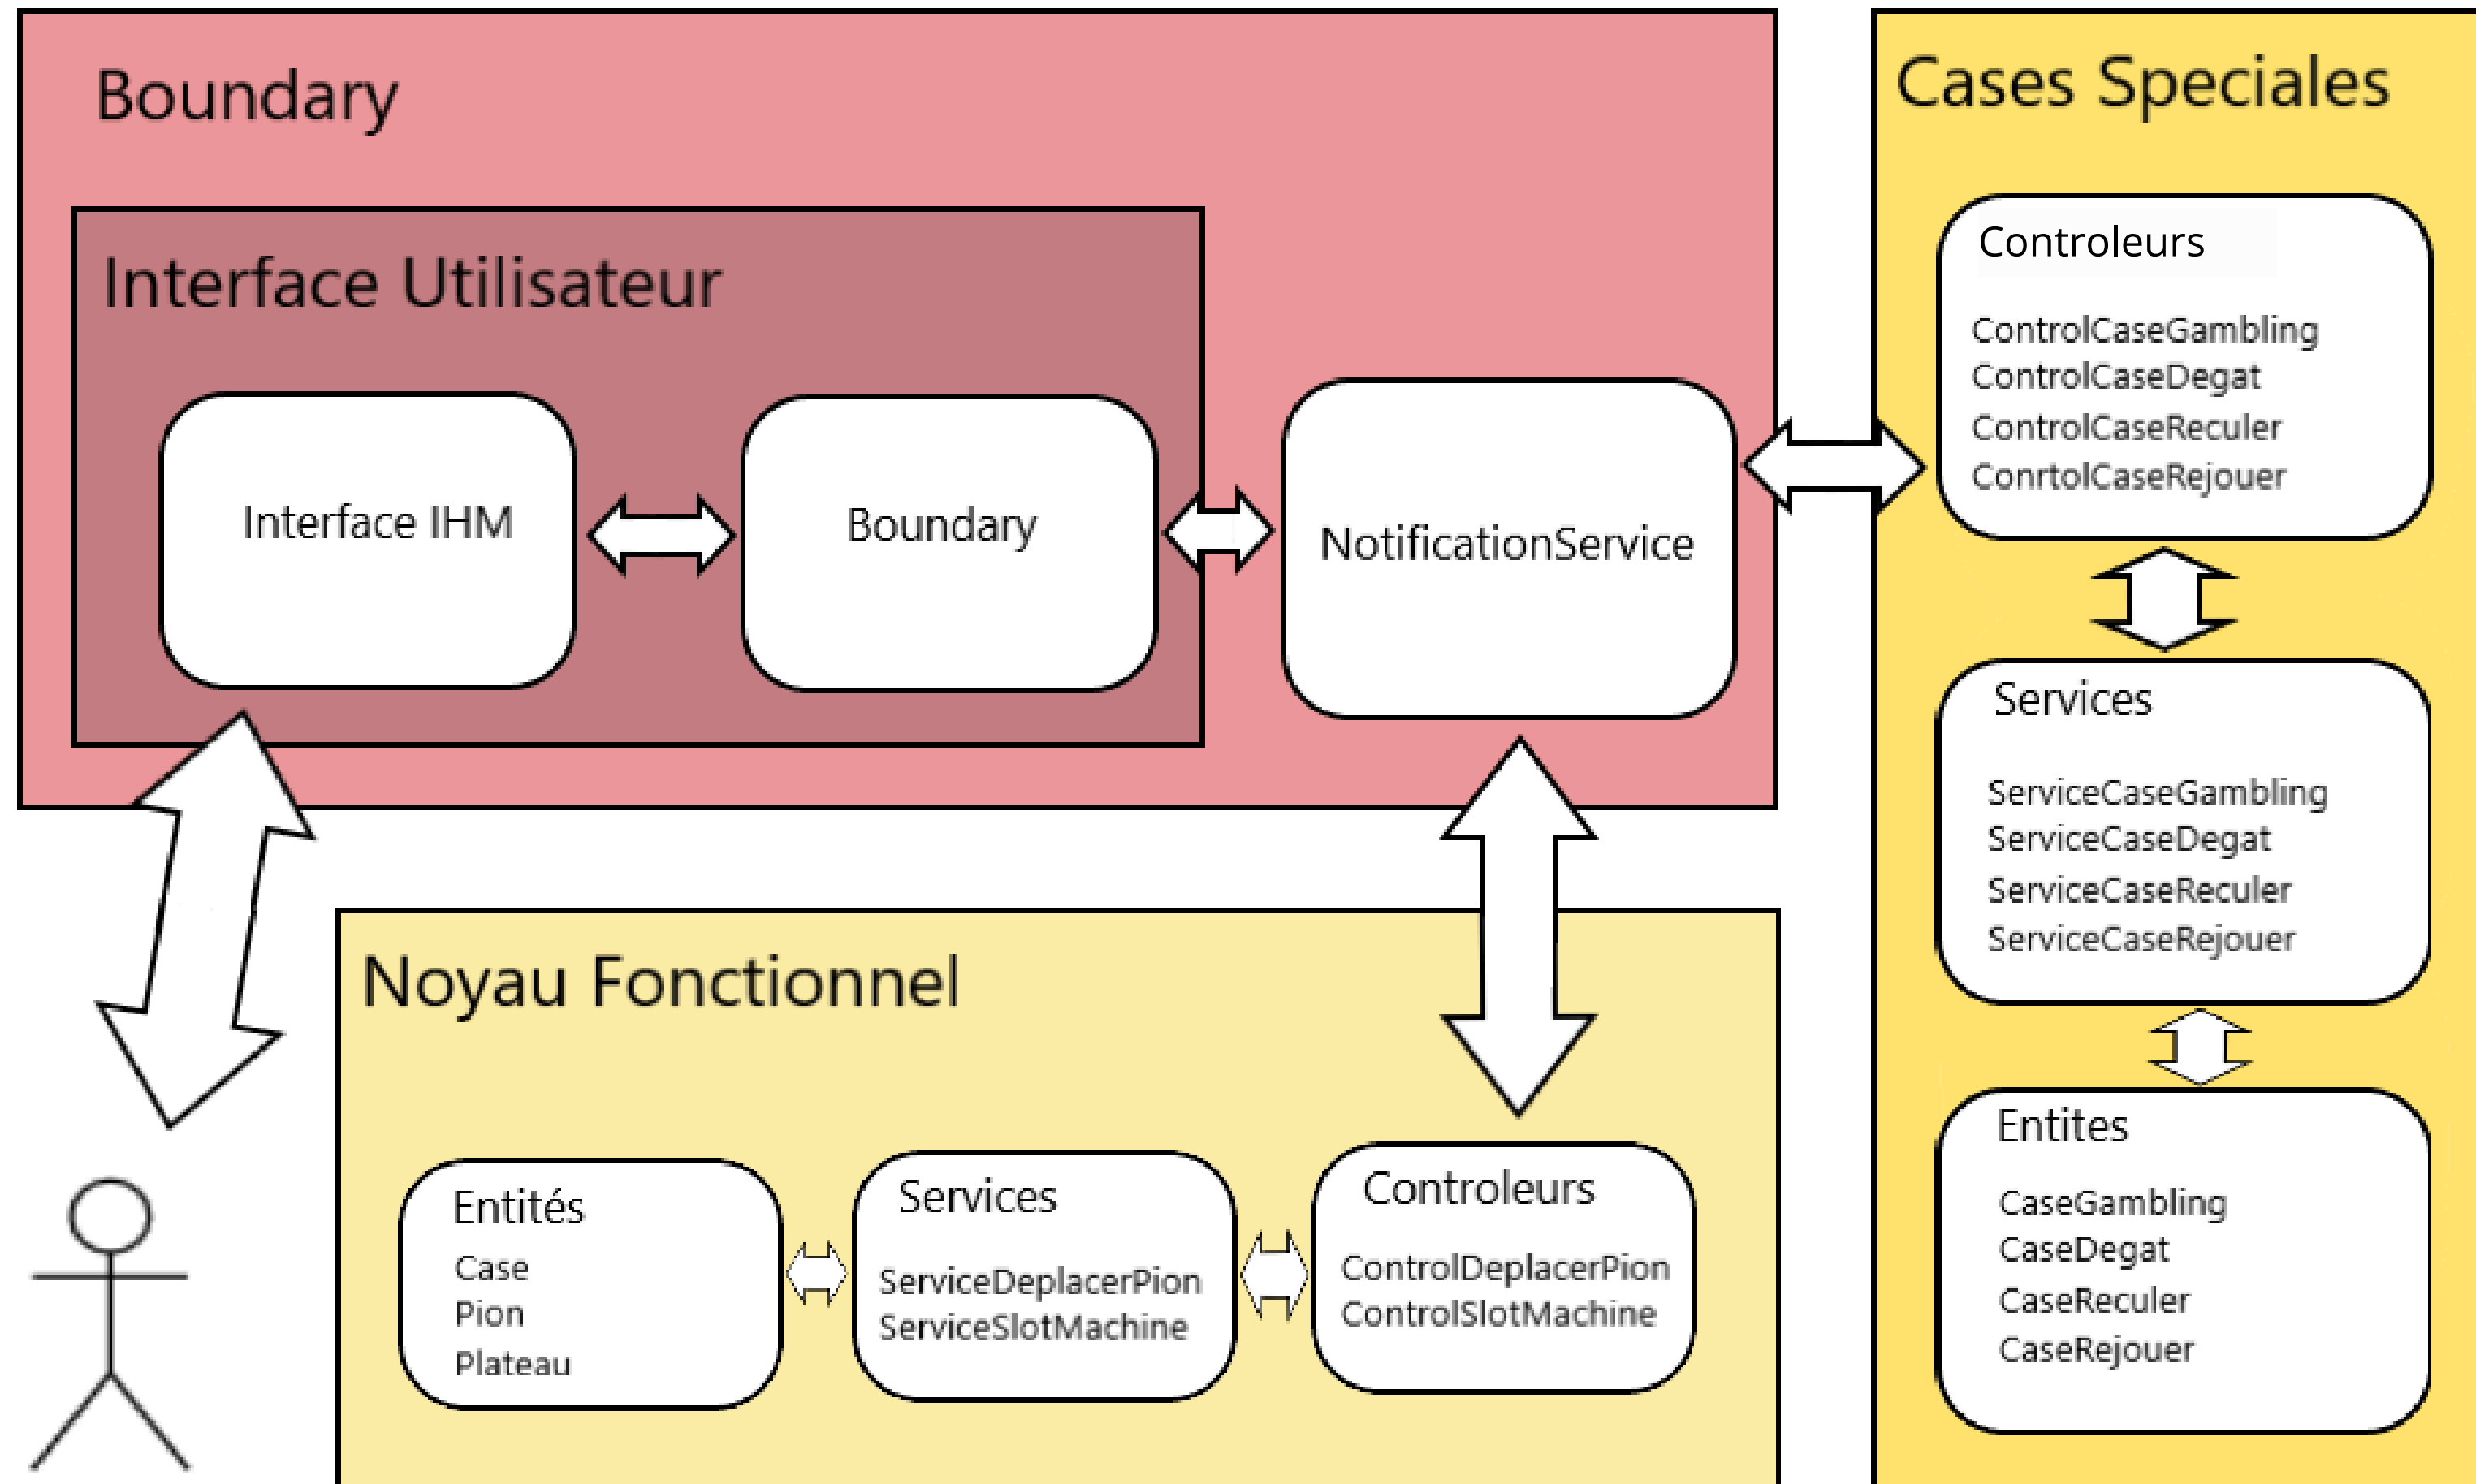 Boundary
Interface Utilisateur
Interface IHM
Boundary
NotificationService
Cases Speciales
Controleurs
ControlCaseGambling
ControlCaseDegat
ControlCaseReculer
ConrtolCaseRejouer
Services
ServiceCaseGambling
ServiceCaseDegat
ServiceCaseReculer
ServiceCaseRejouer
Entites
CaseGambling
CaseDegat
CaseReculer
CaseRejouer
Noyau Fonctionnel
Entités
Case
Pion
Plateau
Services
ServiceDeplacerPion
ServiceSlotMachine
Controleurs
ControlDeplacerPion
ControlSlotMachine